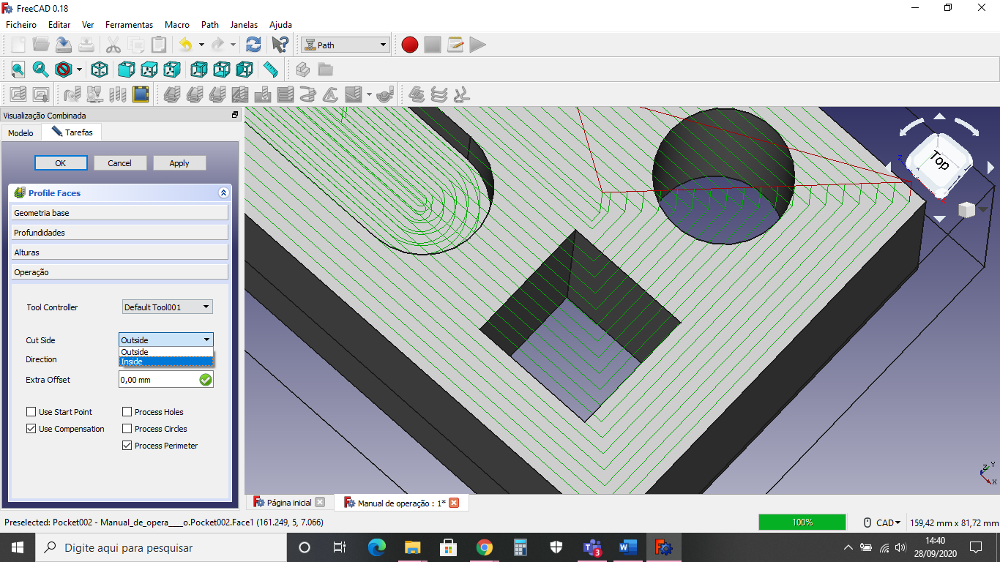 FreeCAD 0.18
Ficheiro Editar Ver Ferramentas Macro Path Janelas Ajuda
Path
Visualização Combinada
Modelo Tarefas
OK Cancel Apply
Profile Faces
Geometria base
Profundidades
Alturas
Operação
Tool Controller Default Tool001
Cut Side Outside
Outside
Direction Inside
Extra Offset 0,00 mm
Use Start Point Process Holes
Use Compensation Process Circles
Process Perimeter
Top
Z
X
Z Y
X
Página inicial Manual de operação : 1*
Preselected: Pocket002 - Manual_de_opera____o.Pocket002.Face1 (161.249, 5, 7.066) 100% CAD 159,42 mm x 81,72 mm
Digite aqui para pesquisar 3 14:40
28/09/2020